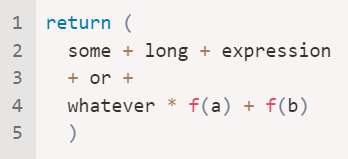 1 return (
2 some + long + expression
3 + or +
4 whatever * f(a) + f(b)
5 )